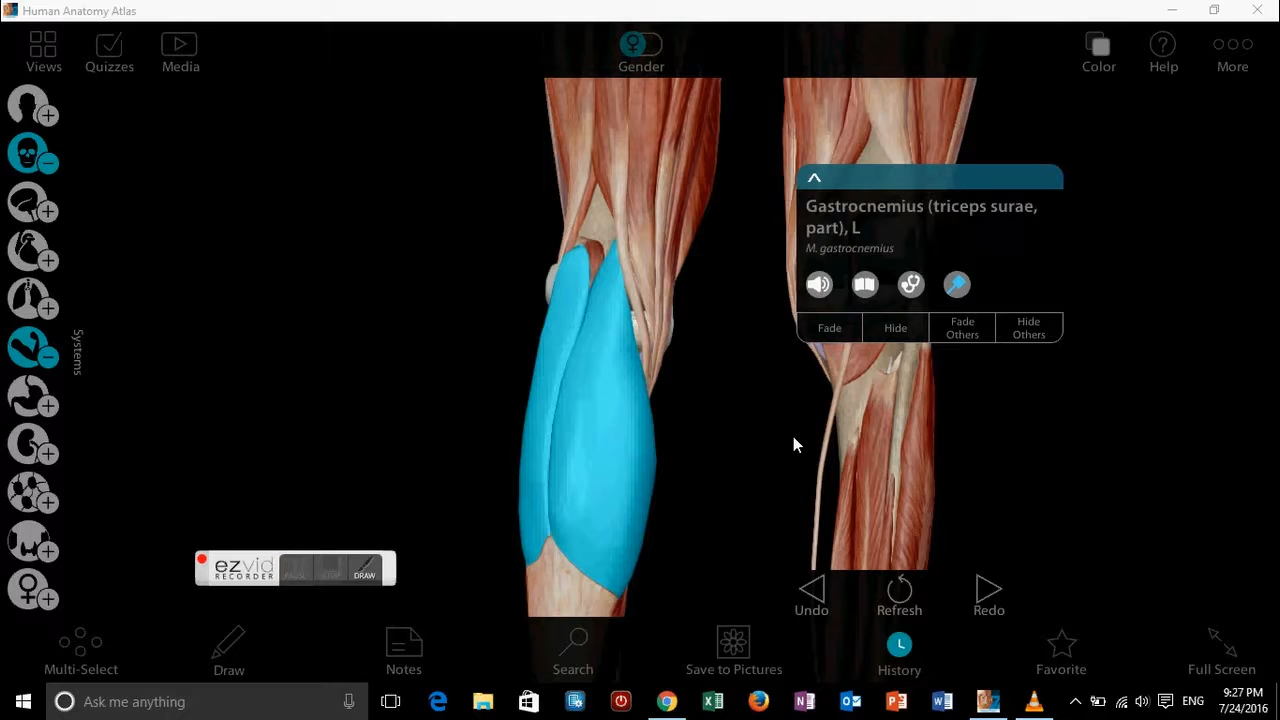 Human Anatomy Atlas
Views
Quizzes
Media
Gender
Color
Help
More
Systems
Gastrocnemius (triceps surae,
part), L
M. gastrocnemius
Fade
Hide
Fade
Others
Hide
Others
ezvid
RECORDER
PAUSE
STOP
DRAW
Undo
Refresh
Redo
Multi-Select
Draw
Notes
Search
Save to Pictures
History
Favorite
Full Screen
Ask me anything
ENG
9:27 PM
7/24/2016